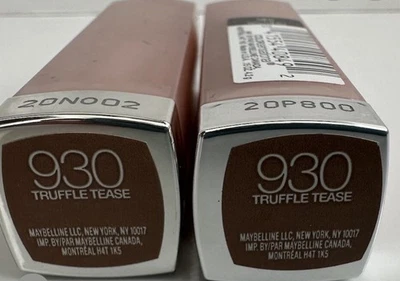 20N002
930
TRUFFLE TEASE
MAYBELLINE LLC, NEW YORK, NY 10017
IMP. BY/PAR MAYBELLINE CANADA,
MONTRÉAL H4T 1K5
20P800
930
TRUFFLE TEASE
MAYBELLINE LLC, NEW YORK, NY 10017
IMP. BY/PAR MAYBELLINE CANADA,
MONTRÉAL H4T 1K5